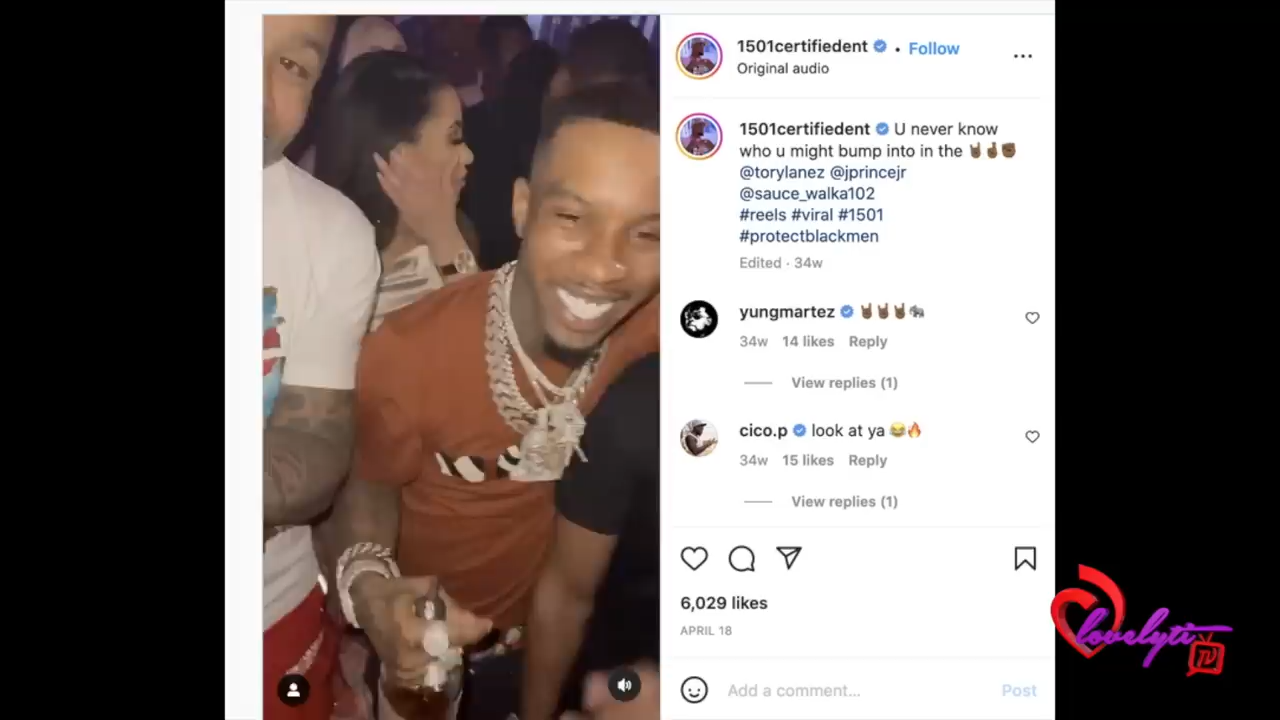 1501certifiedent • Follow
Original audio
1501certifiedent U never know
who u might bump into in the 🤘🏾🤞🏾✊🏾
@torylanez @jprincejr
@sauce_walka102
#reels #viral #1501
#protectblackmen
Edited · 34w
yungmartez 🤘🏾🤘🏾🤘🏾🦏
34w 14 likes Reply
View replies (1)
cico.p look at ya 😂🔥
34w 15 likes Reply
View replies (1)
6,029 likes
APRIL 18
Add a comment... Post
lovelyti
TV